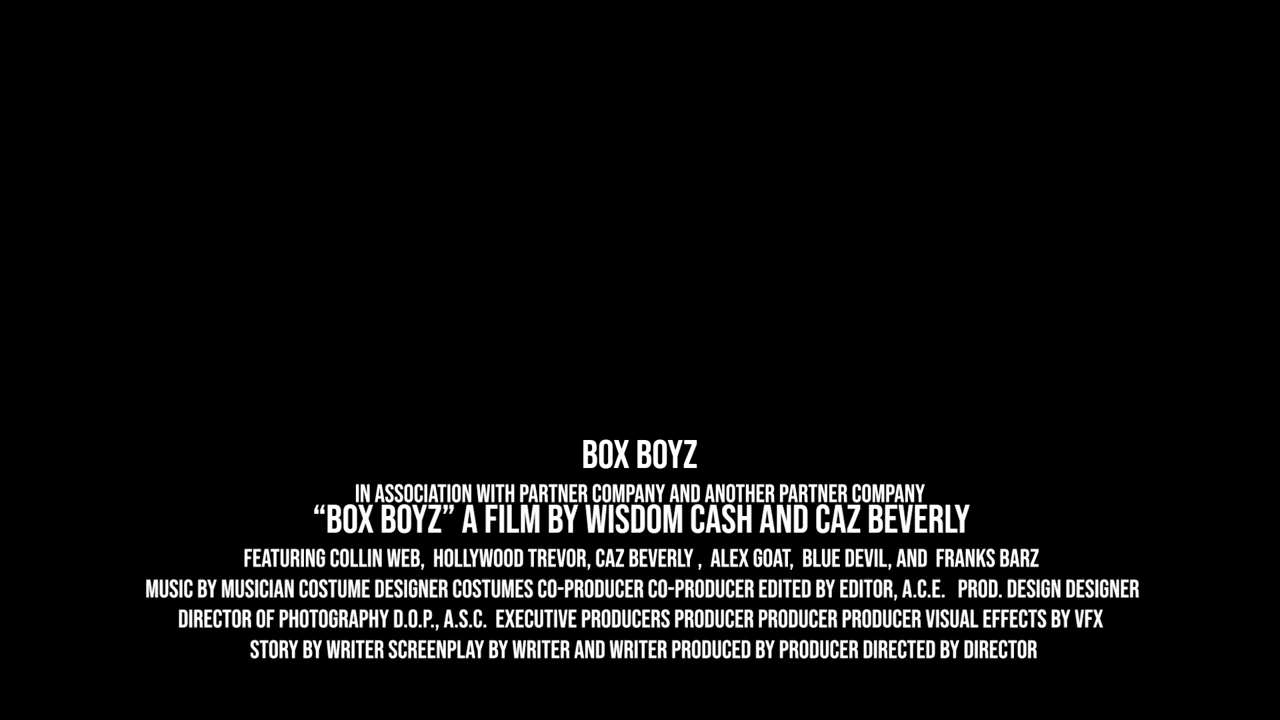 BOX BOYZ
IN ASSOCIATION WITH PARTNER COMPANY AND ANOTHER PARTNER COMPANY
“BOX BOYZ” A FILM BY WISDOM CASH AND CAZ BEVERLY
FEATURING COLLIN WEB,  HOLLYWOOD TREVOR, CAZ BEVERLY ,  ALEX GOAT,  BLUE DEVIL, AND  FRANKS BARZ
MUSIC BY MUSICIAN COSTUME DESIGNER COSTUMES CO-PRODUCER CO-PRODUCER EDITED BY EDITOR, A.C.E.   PROD. DESIGN DESIGNER
DIRECTOR OF PHOTOGRAPHY D.O.P., A.S.C.  EXECUTIVE PRODUCERS PRODUCER PRODUCER PRODUCER VISUAL EFFECTS BY VFX
STORY BY WRITER SCREENPLAY BY WRITER AND WRITER PRODUCED BY PRODUCER DIRECTED BY DIRECTOR